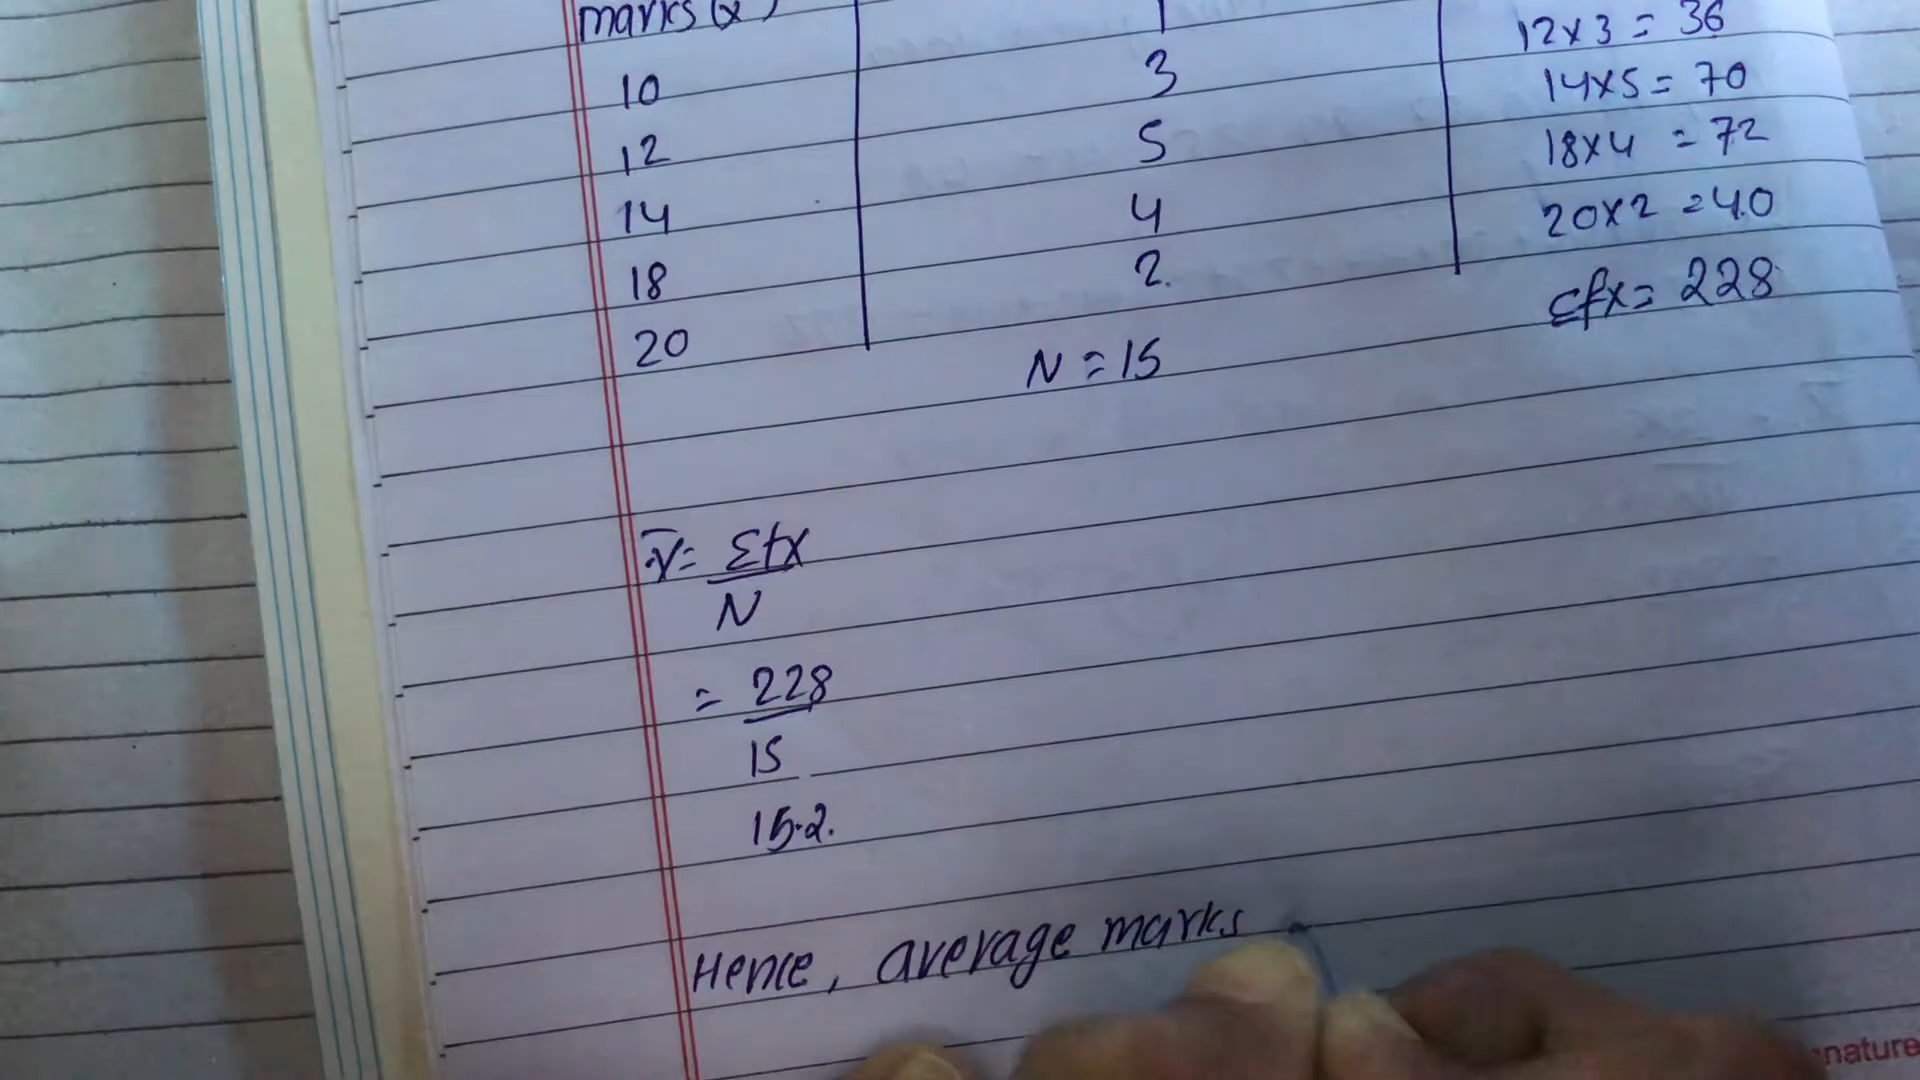 marks (x)
1
12x3 = 36
10
3
14x5 = 70
12
5
18x4 = 72
14
4
20x2 = 40
18
2.
Σfx = 228
20
N = 15
x̄ = Σfx
N
= 228
15
15.2.
Hence, average marks
nature